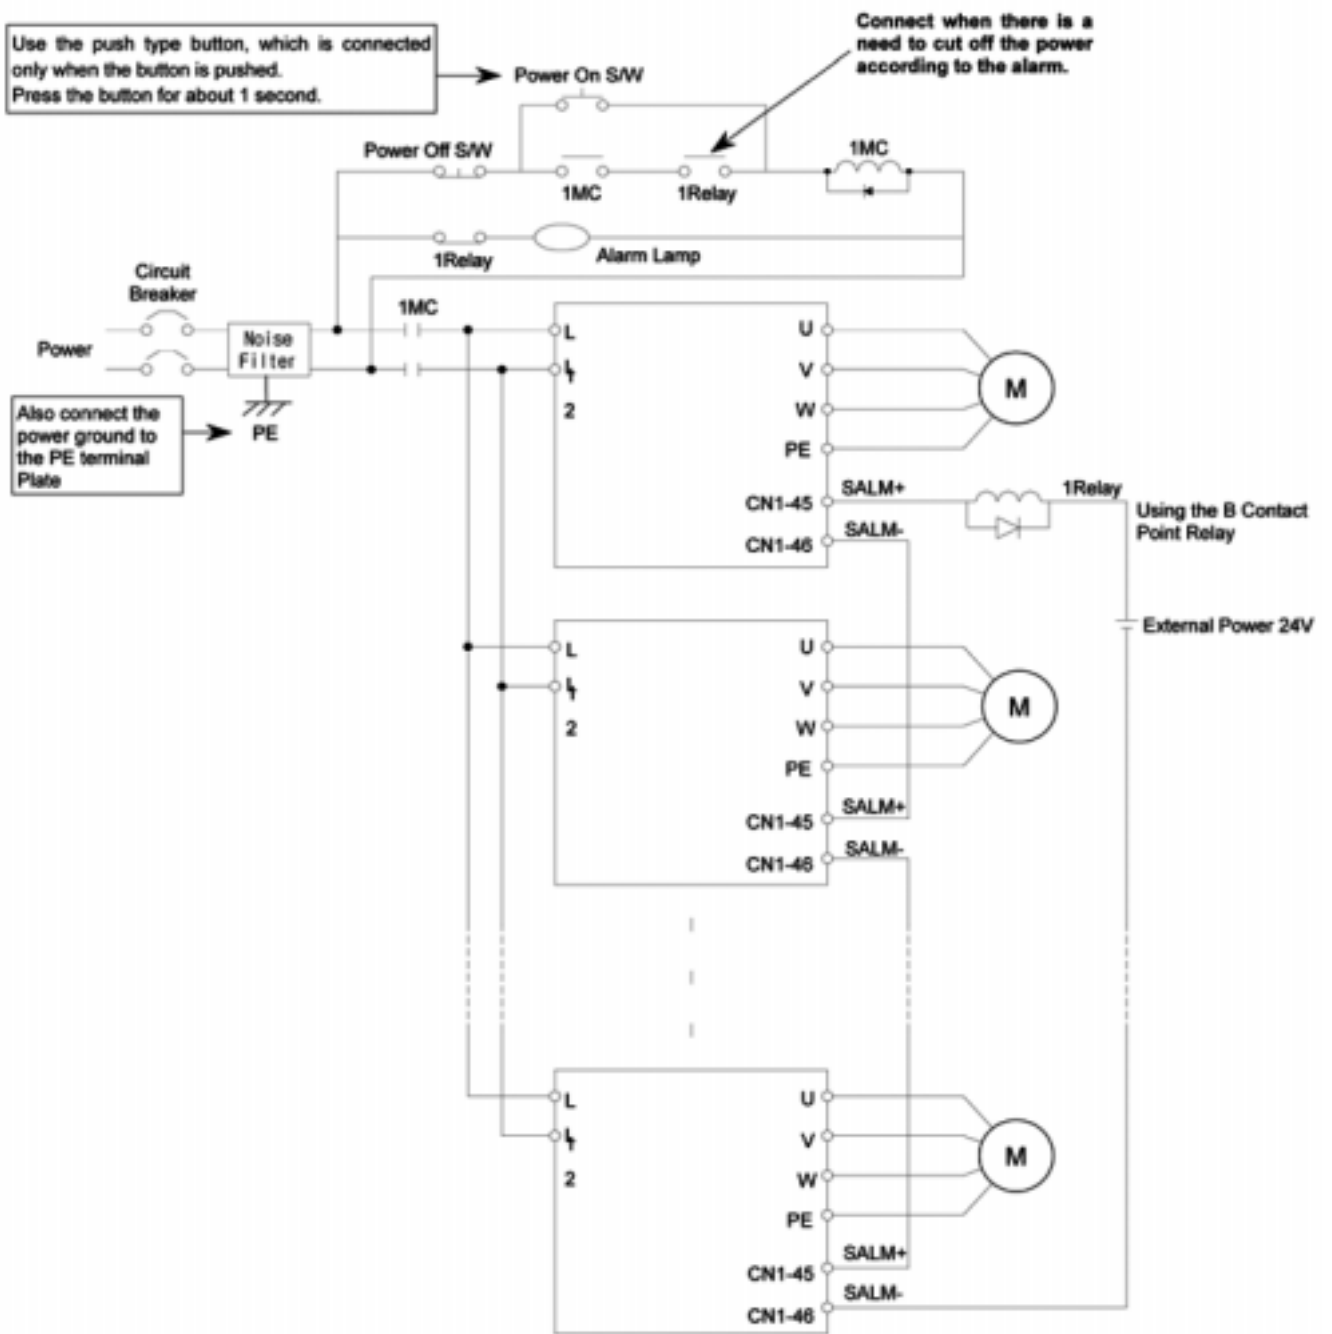 Connect when there is a
need to cut off the power
according to the alarm.
Use the push type button, which is connected
only when the button is pushed.
Press the button for about 1 second.
Power On S/W
Power Off S/W
1MC
1Relay
1MC
1Relay
Alarm Lamp
Circuit
Breaker
Power
Noise
Filter
1MC
Also connect the
power ground to
the PE terminal
Plate
PE
L
L
1
2
U
V
W
PE
CN1-45
CN1-46
M
SALM+
SALM-
1Relay
Using the B Contact
Point Relay
External Power 24V
L
L
1
2
U
V
W
PE
CN1-45
CN1-46
M
SALM+
SALM-
L
L
1
2
U
V
W
PE
CN1-45
CN1-46
M
SALM+
SALM-